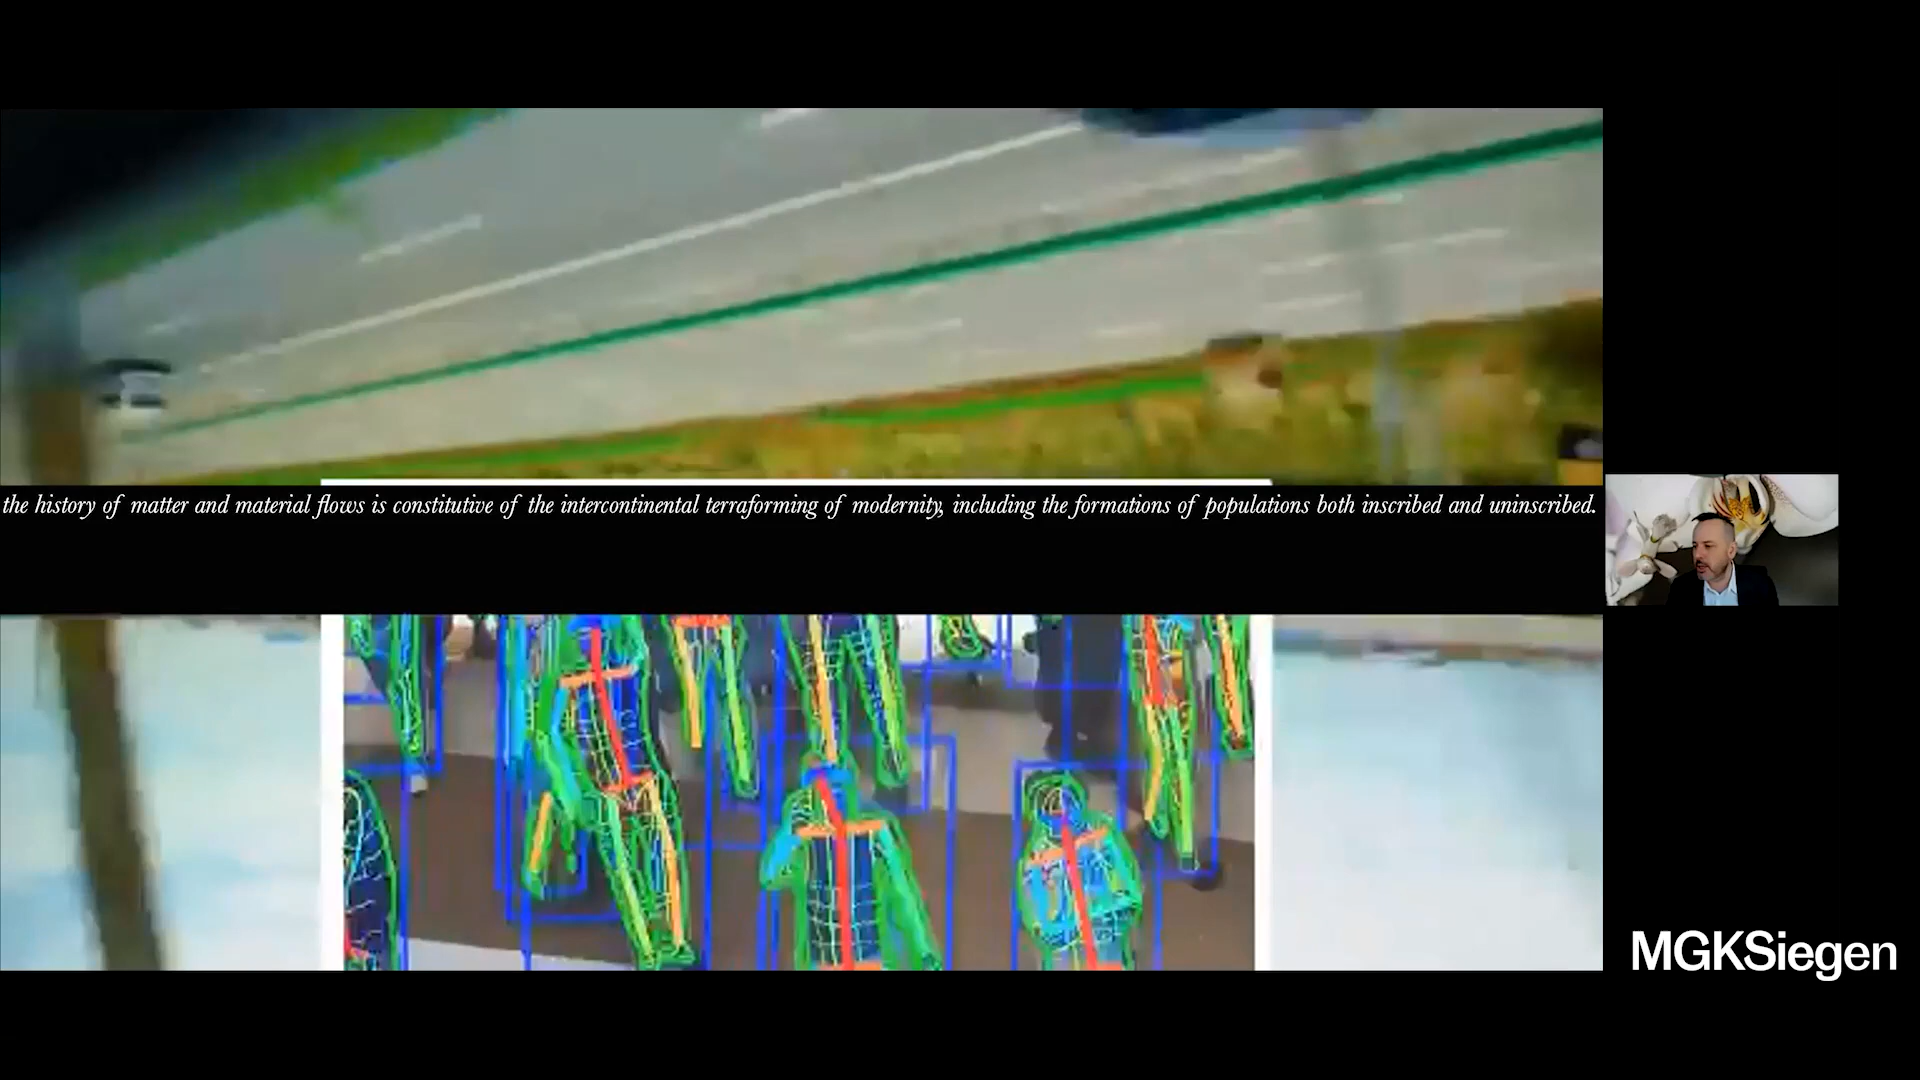 the history of matter and material flows is constitutive of the intercontinental terraforming of modernity, including the formations of populations both inscribed and uninscribed.
MGKSiegen